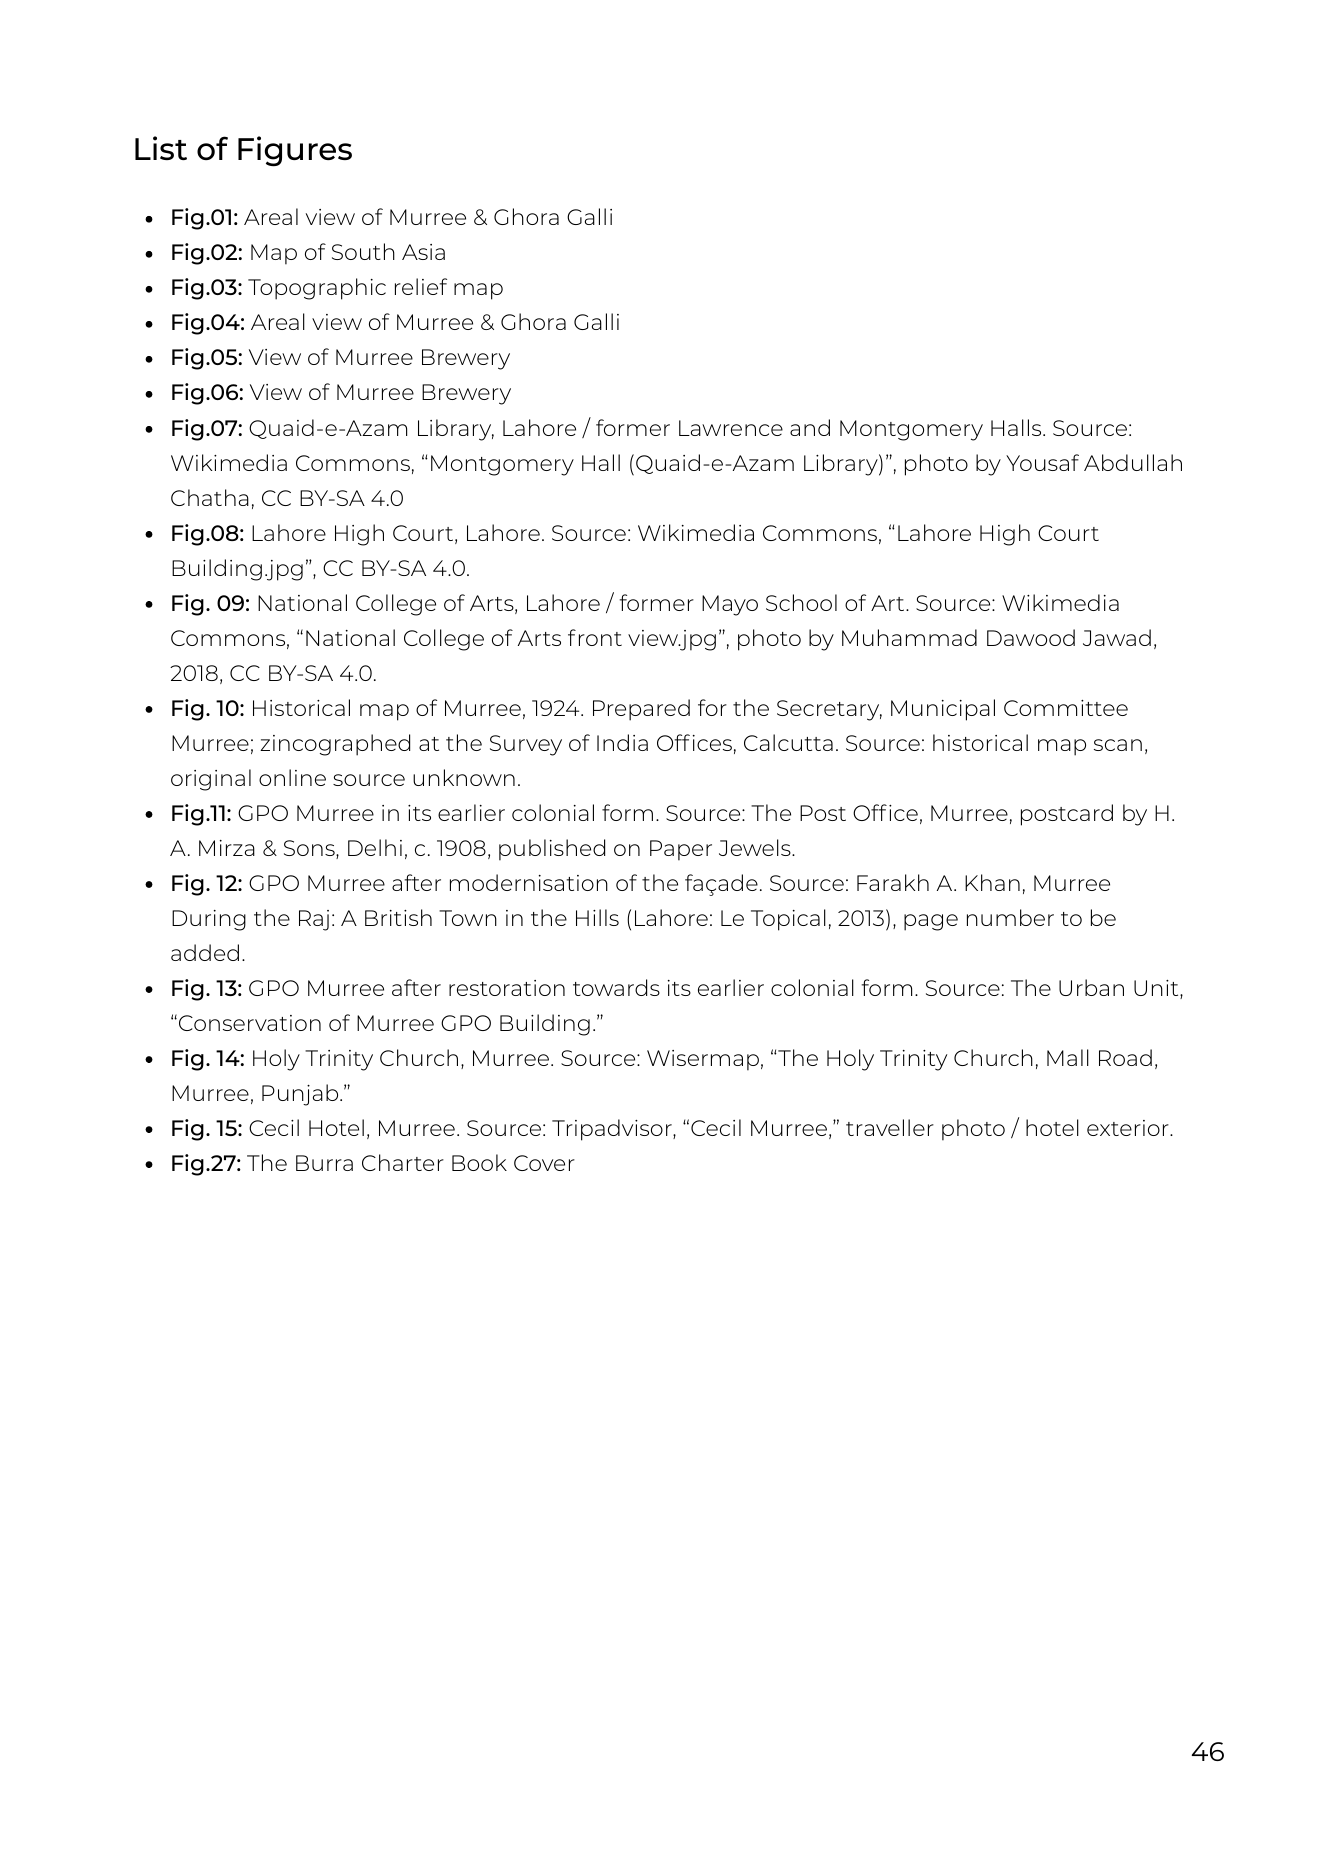 List of Figures
• Fig.01: Areal view of Murree & Ghora Galli
• Fig.02: Map of South Asia
• Fig.03: Topographic relief map
• Fig.04: Areal view of Murree & Ghora Galli
• Fig.05: View of Murree Brewery
• Fig.06: View of Murree Brewery
• Fig.07: Quaid-e-Azam Library, Lahore / former Lawrence and Montgomery Halls. Source:
Wikimedia Commons, “Montgomery Hall (Quaid-e-Azam Library)”, photo by Yousaf Abdullah
Chatha, CC BY-SA 4.0
• Fig.08: Lahore High Court, Lahore. Source: Wikimedia Commons, “Lahore High Court
Building.jpg”, CC BY-SA 4.0.
• Fig. 09: National College of Arts, Lahore / former Mayo School of Art. Source: Wikimedia
Commons, “National College of Arts front view.jpg”, photo by Muhammad Dawood Jawad,
2018, CC BY-SA 4.0.
• Fig. 10: Historical map of Murree, 1924. Prepared for the Secretary, Municipal Committee
Murree; zincographed at the Survey of India Offices, Calcutta. Source: historical map scan,
original online source unknown.
• Fig.11: GPO Murree in its earlier colonial form. Source: The Post Office, Murree, postcard by H.
A. Mirza & Sons, Delhi, c. 1908, published on Paper Jewels.
• Fig. 12: GPO Murree after modernisation of the façade. Source: Farakh A. Khan, Murree
During the Raj: A British Town in the Hills (Lahore: Le Topical, 2013), page number to be
added.
• Fig. 13: GPO Murree after restoration towards its earlier colonial form. Source: The Urban Unit,
“Conservation of Murree GPO Building.”
• Fig. 14: Holy Trinity Church, Murree. Source: Wisermap, “The Holy Trinity Church, Mall Road,
Murree, Punjab.”
• Fig. 15: Cecil Hotel, Murree. Source: Tripadvisor, “Cecil Murree,” traveller photo / hotel exterior.
• Fig.27: The Burra Charter Book Cover
46